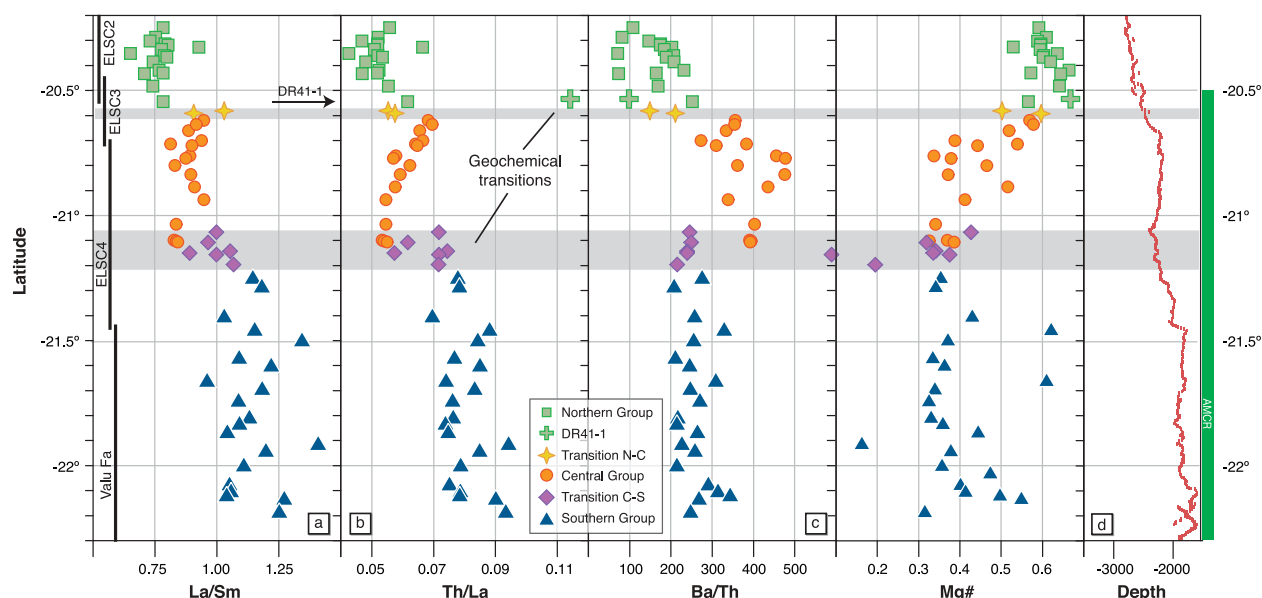 ELSC2
ELSC3
ELSC4
Valu Fa
Latitude
-20.5°
-21°
-21.5°
-22°
DR41-1
Geochemical
transitions
Northern Group
DR41-1
Transition N-C
Central Group
Transition C-S
Southern Group
a
b
c
d
-20.5°
-21°
-21.5°
-22°
AMCR
0.75 1.00 1.25
0.05 0.07 0.09 0.11
100 200 300 400 500
0.2 0.3 0.4 0.5 0.6
-3000 -2000
La/Sm
Th/La
Ba/Th
Mg#
Depth